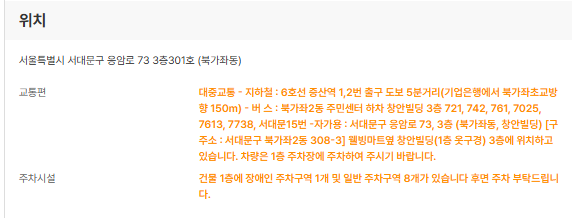 위치
서울특별시 서대문구 응암로 73 3층301호 (북가좌동)
교통편
대중교통 - 지하철 : 6호선 증산역 1,2번 출구 도보 5분거리(기업은행에서 북가좌초교방
향 150m) - 버 스 : 북가좌2동 주민센터 하차 창안빌딩 3층 721, 742, 761, 7025,
7613, 7738, 서대문15번 -자가용 : 서대문구 응암로 73, 3층 (북가좌동, 창안빌딩) [구
주소 : 서대문구 북가좌2동 308-3] 웰빙마트옆 창안빌딩(1층 못구경) 3층에 위치하고
있습니다. 차량은 1층 주차장에 주차하여 주시기 바랍니다.
주차시설
건물 1층에 장애인 주차구역 1개 및 일반 주차구역 8개가 있습니다 후면 주차 부탁드립니
다.